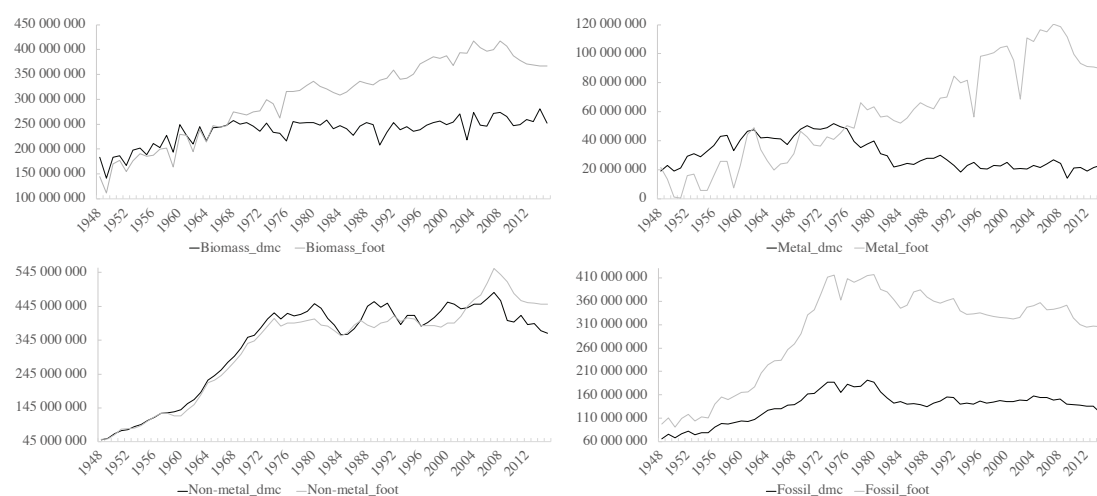 450 000 000
400 000 000
350 000 000
300 000 000
250 000 000
200 000 000
150 000 000
100 000 000
1948 1952 1956 1960 1964 1968 1972 1976 1980 1984 1988 1992 1996 2000 2004 2008 2012
Biomass_dmc Biomass_foot
120 000 000
100 000 000
80 000 000
60 000 000
40 000 000
20 000 000
0
1948 1952 1956 1960 1964 1968 1972 1976 1980 1984 1988 1992 1996 2000 2004 2008 2012
Metal_dmc Metal_foot
545 000 000
445 000 000
345 000 000
245 000 000
145 000 000
45 000 000
1948 1952 1956 1960 1964 1968 1972 1976 1980 1984 1988 1992 1996 2000 2004 2008 2012
Non-metal_dmc Non-metal_foot
410 000 000
360 000 000
310 000 000
260 000 000
210 000 000
160 000 000
110 000 000
60 000 000
1948 1952 1956 1960 1964 1968 1972 1976 1980 1984 1988 1992 1996 2000 2004 2008 2012
Fossil_dmc Fossil_foot